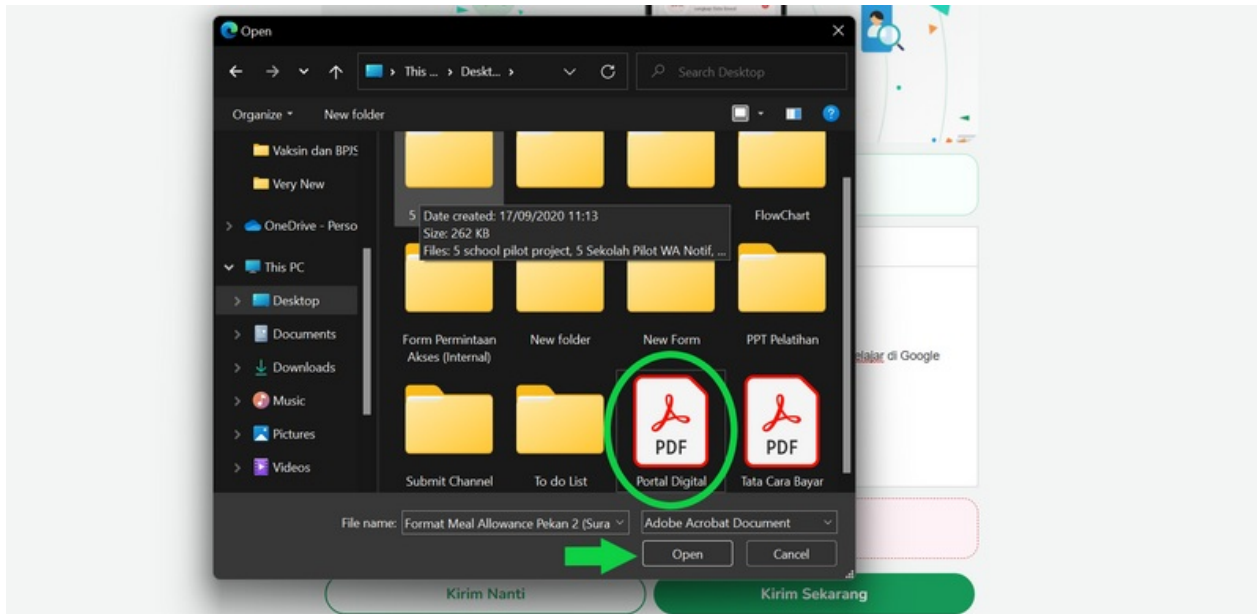 Open
This ... > Deskt... >
Search Desktop
Organize
New folder
Vaksin dan BPJS
Very New
OneDrive - Perso
This PC
Desktop
Documents
Downloads
Music
Pictures
Videos
5
Date created: 17/09/2020 11:13
Size: 262 KB
Files: 5 school pilot project, 5 Sekolah Pilot WA Notif, ...
FlowChart
Form Permintaan
Akses (Internal)
New folder
New Form
PPT Pelatihan
PDF
PDF
Submit Channel
To do List
Portal Digital
Tata Cara Bayar
elajar di Google
File name:
Format Meal Allowance Pekan 2 (Sura
Adobe Acrobat Document
Open
Cancel
Kirim Nanti
Kirim Sekarang